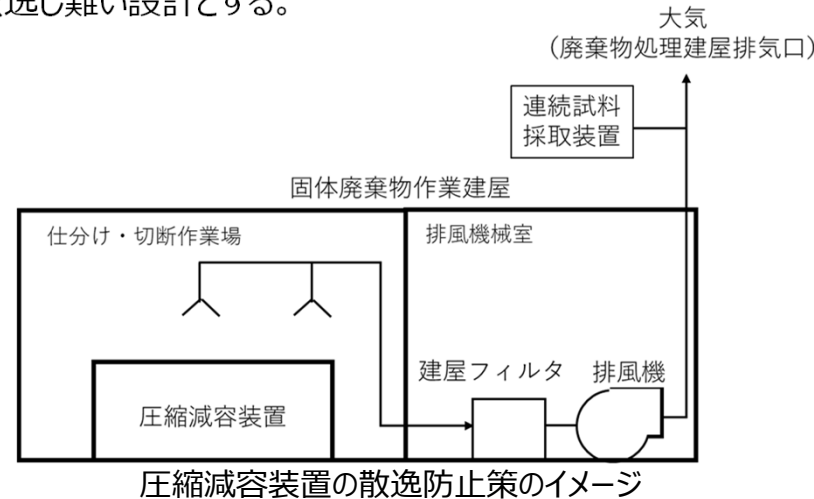 逸し難い設計とする。
大気
（廃棄物処理建屋排気口）
連続試料
採取装置
固体廃棄物作業建屋
仕分け・切断作業場
排風機械室
建屋フィルタ
排風機
圧縮減容装置
圧縮減容装置の散逸防止策のイメージ